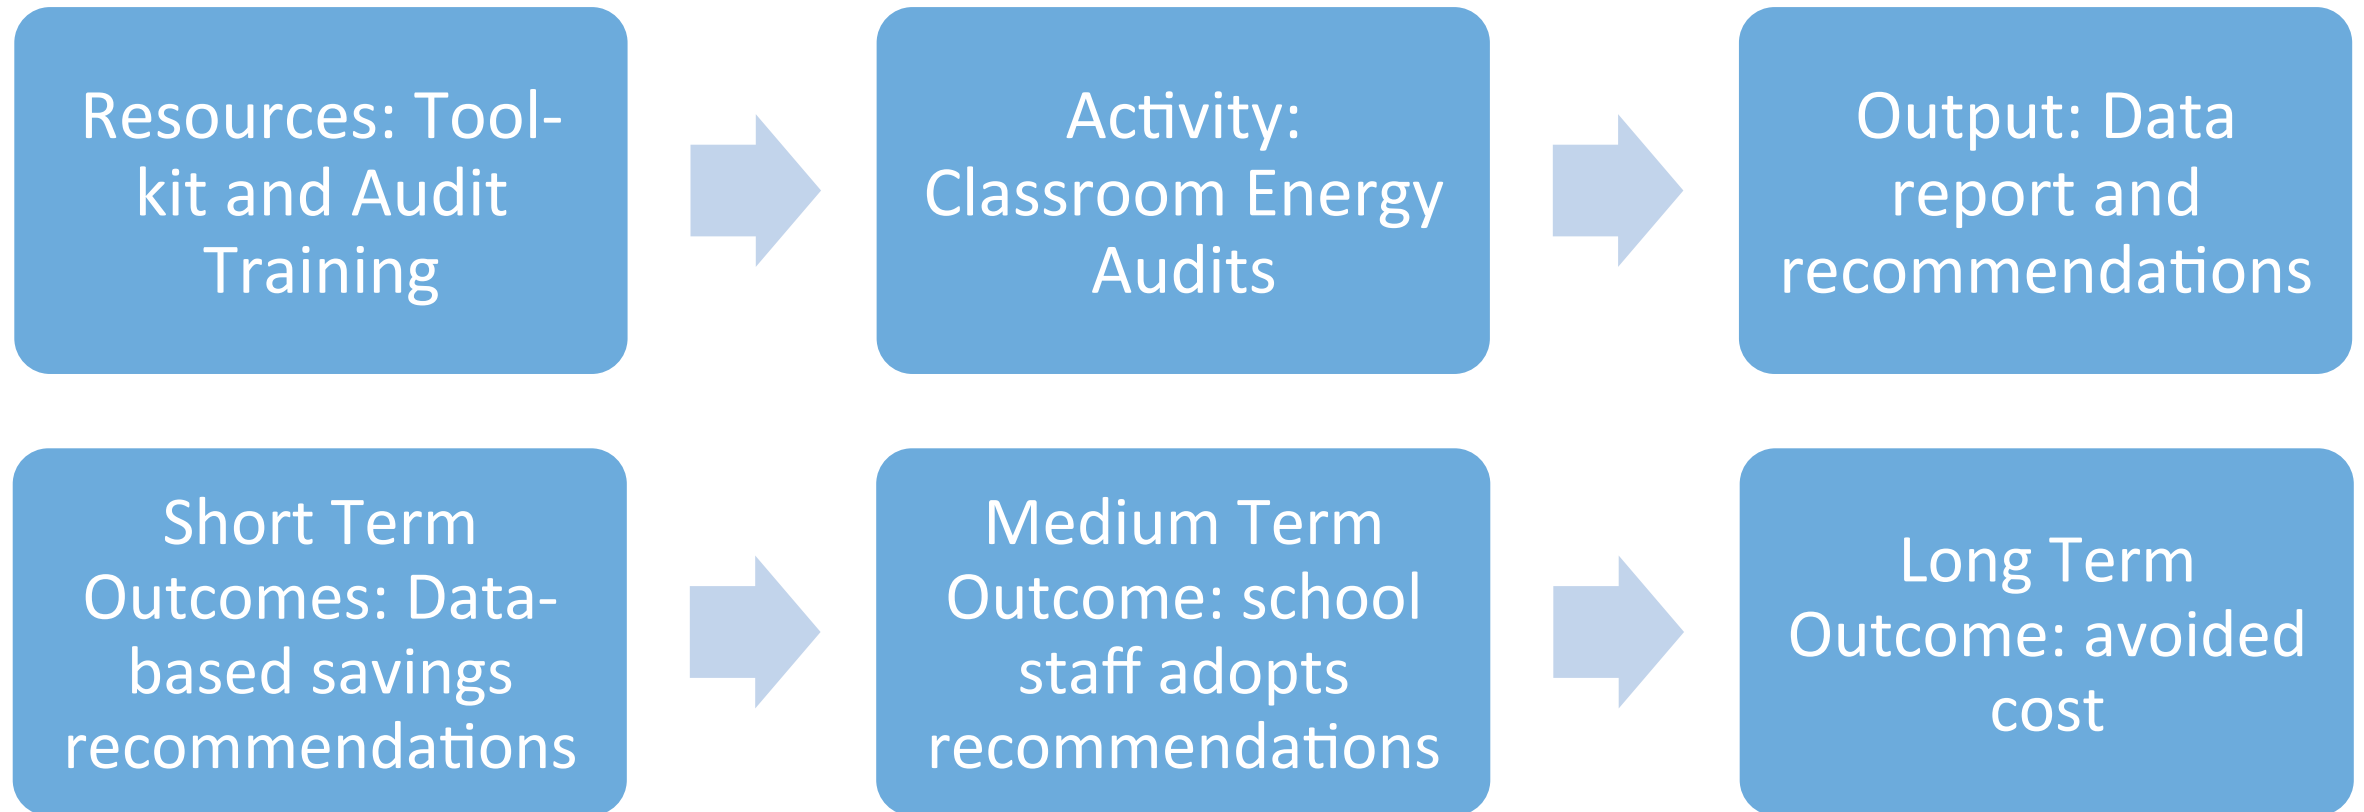 Resources: Tool-
kit and Audit
Training
Activity:
Classroom Energy
Audits
Output: Data
report and
recommendations
Short Term
Outcomes: Data-
based savings
recommendations
Medium Term
Outcome: school
staff adopts
recommendations
Long Term
Outcome: avoided
cost